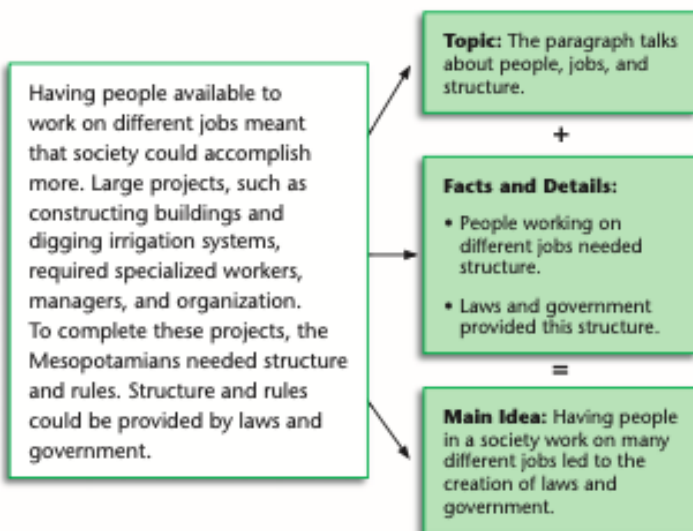 Having people available to
work on different jobs meant
that society could accomplish
more. Large projects, such as
constructing buildings and
digging irrigation systems,
required specialized workers,
managers, and organization.
To complete these projects, the
Mesopotamians needed structure
and rules. Structure and rules
could be provided by laws and
government.
Topic: The paragraph talks
about people, jobs, and
structure.
+
Facts and Details:
• People working on
different jobs needed
structure.
• Laws and government
provided this structure.
=
Main Idea: Having people
in a society work on many
different jobs led to the
creation of laws and
government.